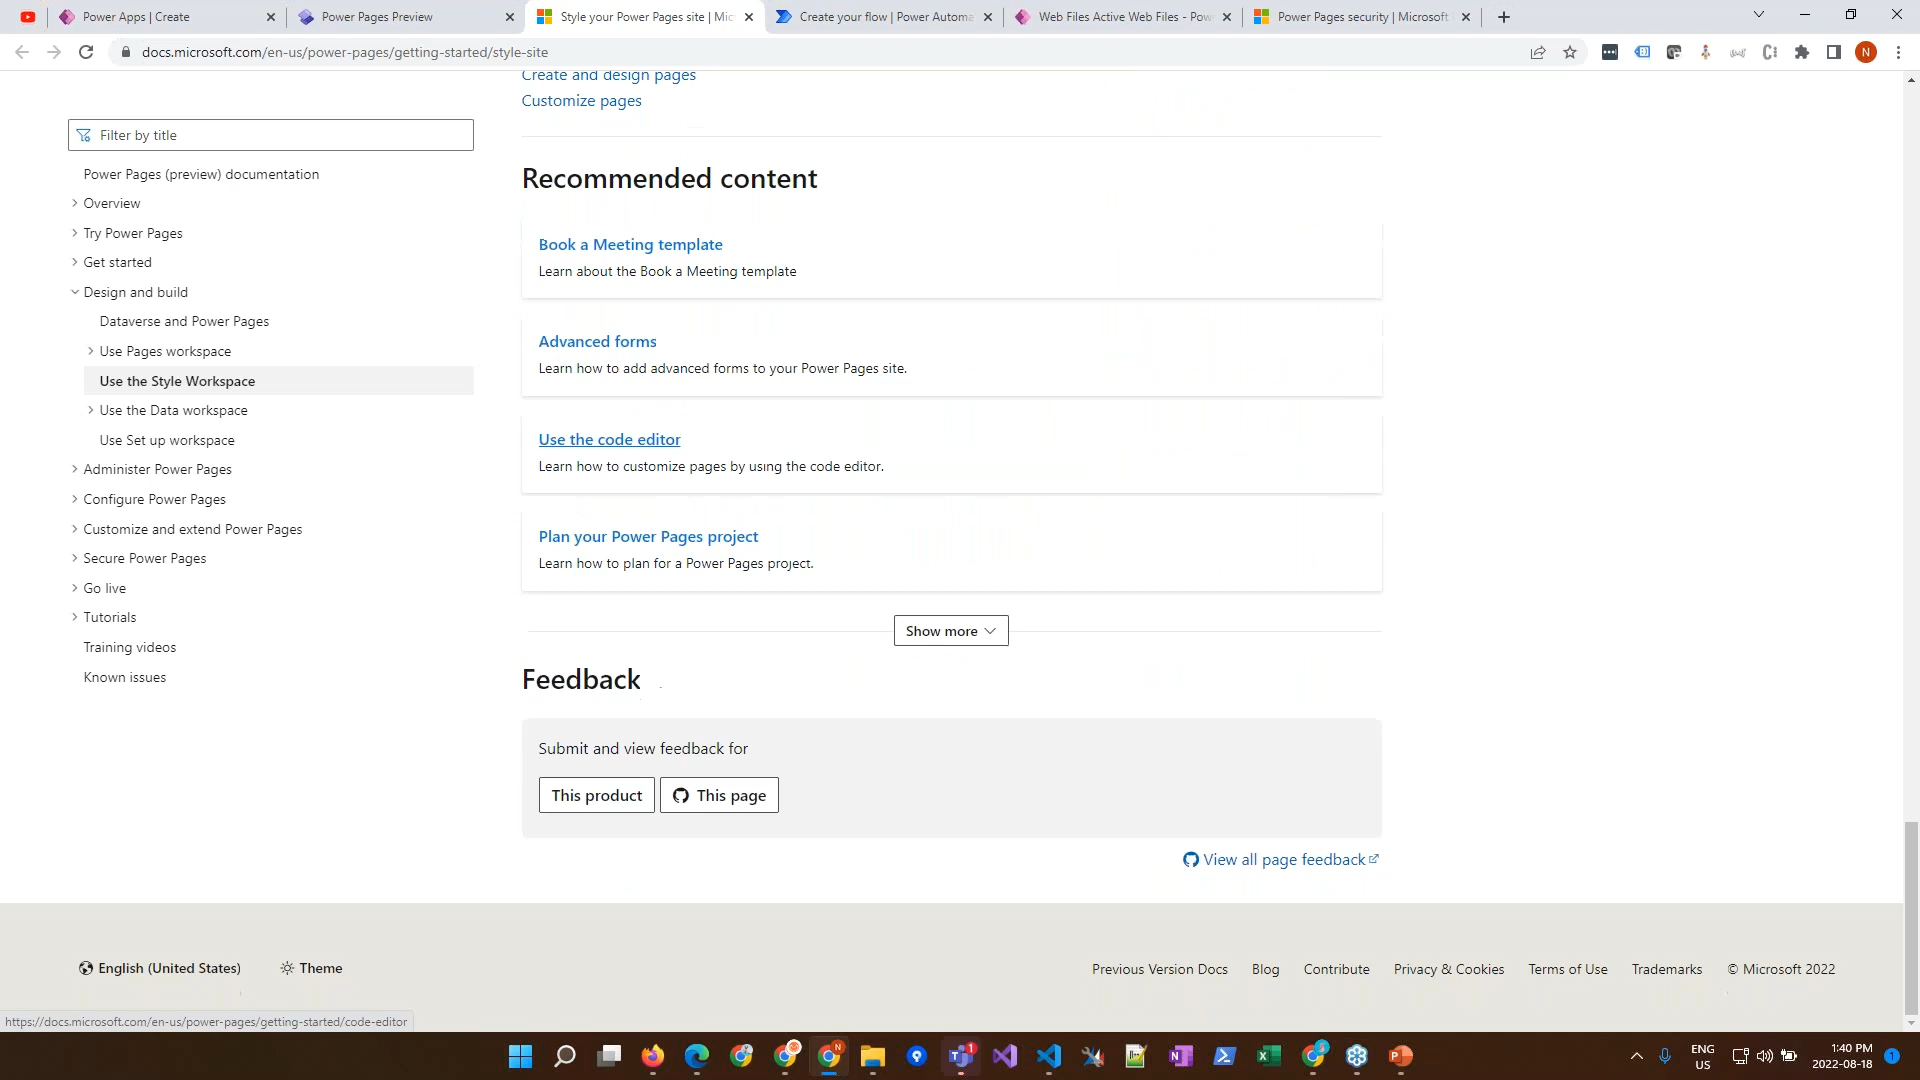 Power Apps | Create
Power Pages Preview
Style your Power Pages site | Mic
Create your flow | Power Automa
Web Files Active Web Files - Pow
Power Pages security | Microsoft
docs.microsoft.com/en-us/power-pages/getting-started/style-site
N
Create and design pages
Customize pages
Filter by title
Power Pages (preview) documentation
Overview
Try Power Pages
Get started
Design and build
Dataverse and Power Pages
Use Pages workspace
Use the Style Workspace
Use the Data workspace
Use Set up workspace
Administer Power Pages
Configure Power Pages
Customize and extend Power Pages
Secure Power Pages
Go live
Tutorials
Training videos
Known issues
Recommended content
Book a Meeting template
Learn about the Book a Meeting template
Advanced forms
Learn how to add advanced forms to your Power Pages site.
Use the code editor
Learn how to customize pages by using the code editor.
Plan your Power Pages project
Learn how to plan for a Power Pages project.
Show more
Feedback
Submit and view feedback for
This product
This page
View all page feedback
English (United States)
Theme
Previous Version Docs
Blog
Contribute
Privacy & Cookies
Terms of Use
Trademarks
© Microsoft 2022
https://docs.microsoft.com/en-us/power-pages/getting-started/code-editor
ENG
US
1:40 PM
2022-08-18
1